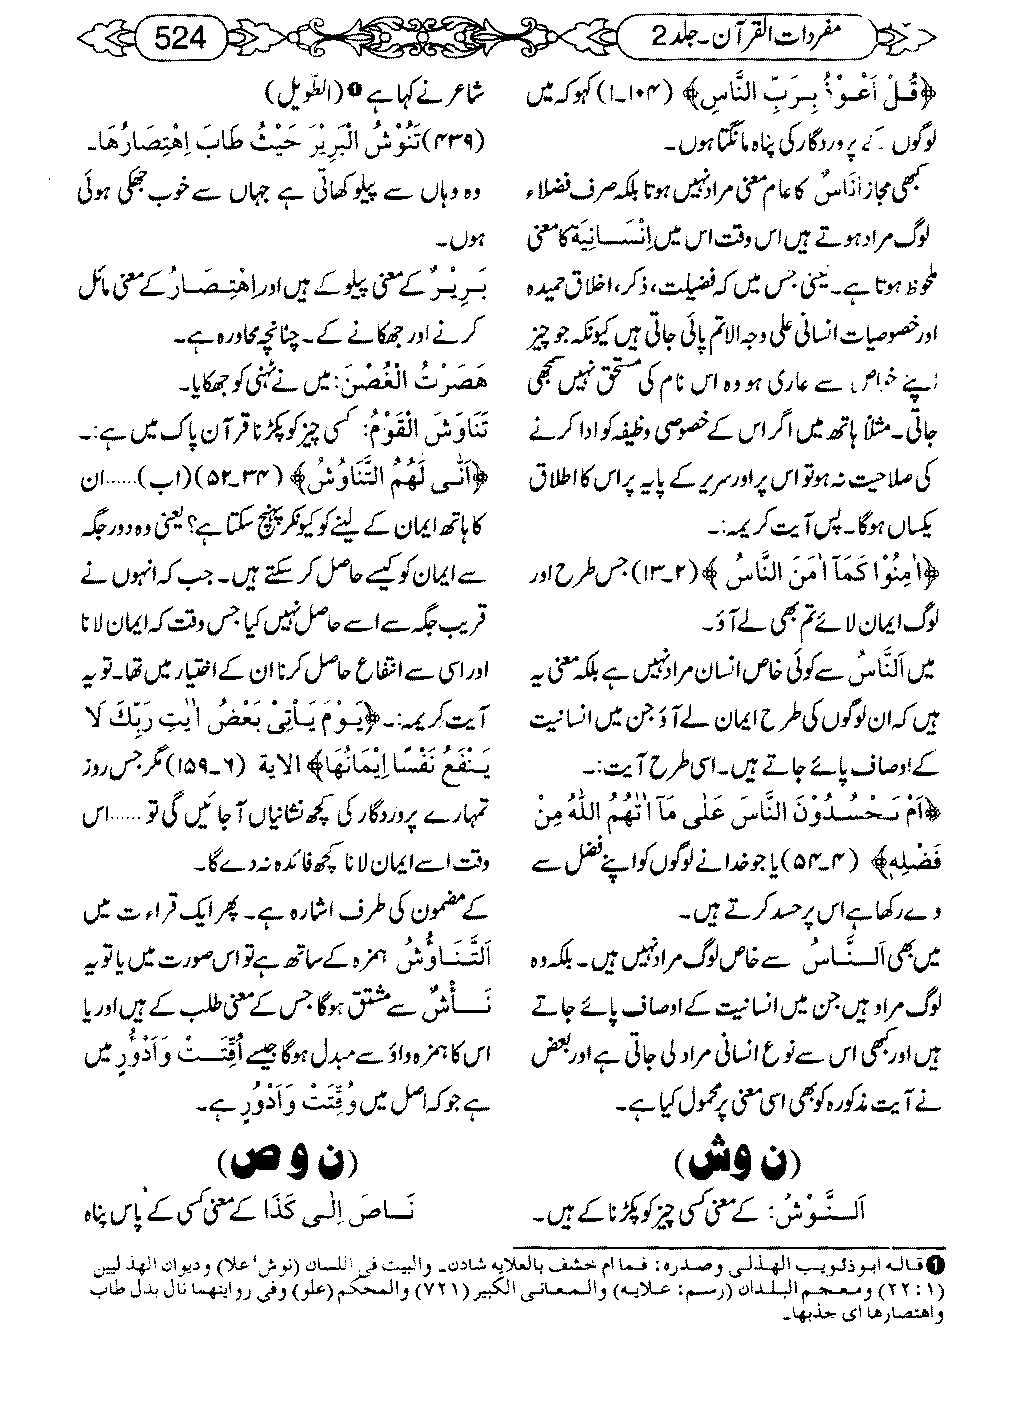 مفردات القرآن۔ جلد 2
524
﴿قُلْ اَعُوْذُ بِرَبِّ النَّاسِ﴾ (۱۰۴۔۱) کہو کہ میں
لوگوں کے پروردگار کی پناہ مانگتا ہوں۔
کبھی مجازاً نَاسٌ کا عام معنی مراد نہیں ہوتا بلکہ صرف فضلاء
لوگ مراد ہوتے ہیں اس وقت اس میں اِنْسَانِیَۃ کا معنی
ملحوظ ہوتا ہے۔ یعنی جس میں کہ فضیلت، ذکر، اخلاق حمیدہ
اور خصوصیات انسانی علی وجہ الاتم پائی جاتی ہیں کیونکہ جو چیز
اپنے خواص سے عاری ہو وہ اس نام کی مستحق نہیں سمجھی
جاتی۔ مثلاً ہاتھ میں اگر اس کے خصوصی وظیفہ کو ادا کرنے
کی صلاحیت نہ ہو تو اس پر اور سریر کے پایہ پر اس کا اطلاق
یکساں ہوگا۔ پس آیت کریمہ:۔
﴿اٰمِنُوْا کَمَآ اٰمَنَ النَّاسُ﴾ (۲۔۱۳) جس طرح اور
لوگ ایمان لائے تم بھی لے آؤ۔
میں اَلنَّاسُ سے کوئی خاص انسان مراد نہیں ہے بلکہ معنی یہ
ہیں کہ ان لوگوں کی طرح ایمان لے آؤ جن میں انسانیت
کے اوصاف پائے جاتے ہیں۔ اسی طرح آیت:۔
﴿اَمْ یَحْسُدُوْنَ النَّاسَ عَلٰی مَآ اٰتٰھُمُ اللّٰہُ مِنْ
فَضْلِہٖ﴾ (۴۔۵۴) یا جو خدا نے لوگوں کو اپنے فضل سے
دے رکھا ہے اس پر حسد کرتے ہیں۔
میں بھی اَلنَّاسُ سے خاص لوگ مراد نہیں ہیں۔ بلکہ وہ
لوگ مراد ہیں جن میں انسانیت کے اوصاف پائے جاتے
ہیں اور کبھی اس سے نوع انسانی مراد لی جاتی ہے اور بعض
نے آیت مذکورہ کو بھی اسی معنی پر محمول کیا ہے۔
(ن و ش)
اَلنَّوْشُ: کے معنی کسی چیز کو پکڑنا کے ہیں۔
شاعر نے کہا ہے❶ (الطّویل)
(۴۳۹) تَنُوْشُ الْبَرِیْرَ حَیْثُ طَابَ اِھْتِصَارُھَا۔
وہ وہاں سے پیلو کھاتی ہے جہاں سے خوب جھکی ہوئی
ہوں۔
بَرِیْرٌ کے معنی پیلو کے ہیں اور اِھْتِصَارٌ کے معنی مائل
کرنے اور جھکانے کے۔ چنانچہ محاورہ ہے۔
ھَصَرْتُ الْغُصْنَ: میں نے ٹہنی کو جھکایا۔
تَنَاوَشَ الْقَوْمُ: کسی چیز کو پکڑنا قرآن پاک میں ہے:۔
﴿اَنّٰی لَھُمُ التَّنَاوُشُ﴾ (۳۴۔۵۲) (اب)...... ان
کا ہاتھ ایمان کے لینے کو کیونکر پہنچ سکتا ہے؟ یعنی وہ دور جگہ
سے ایمان کو کیسے حاصل کر سکتے ہیں۔ جب کہ انہوں نے
قریب جگہ سے اسے حاصل نہیں کیا جس وقت کہ ایمان لانا
اور اسی سے انتفاع حاصل کرنا ان کے اختیار میں تھا۔ تو یہ
آیت کریمہ:۔ ﴿یَوْمَ یَاْتِیْ بَعْضُ اٰیٰتِ رَبِّکَ لَا
یَنْفَعُ نَفْسًا اِیْمَانُھَا﴾ الایۃ (۶۔۱۵۹) مگر جس روز
تمہارے پروردگار کی کچھ نشانیاں آ جائیں گی تو ...... اس
وقت اسے ایمان لانا کچھ فائدہ نہ دے گا۔
کے مضمون کی طرف اشارہ ہے۔ پھر ایک قراءت میں
اَلتَّنَاؤُشُ ہمزہ کے ساتھ ہے تو اس صورت میں یا تو یہ
نَأْشٌ سے مشتق ہوگا جس کے معنی طلب کے ہیں اور یا
اس کا ہمزہ واؤ سے مبدل ہوگا جیسے اُقِّتَتْ وَاَدْؤُرٌ میں
ہے جو کہ اصل میں وُقِّتَتْ وَاَدْوُرٌ ہے۔
(ن و ص)
نَاصَ اِلٰی کَذَا کے معنی کسی کے پاس پناہ
❶ قالہ ابوذئویب الھذلی وصدرہ: فما ام خشف بالعلایہ شادن۔ والبیت فی اللسان (نوش' علا) ودیوان الھذلیین
(۱: ۲۲) ومعجم البلدان (رسم: علایہ) والمعانی الکبیر (۷۲۱) والمحکم (علو) وفی روایتھما نال بدل طاب
واھتصارھا ای جذبھا۔